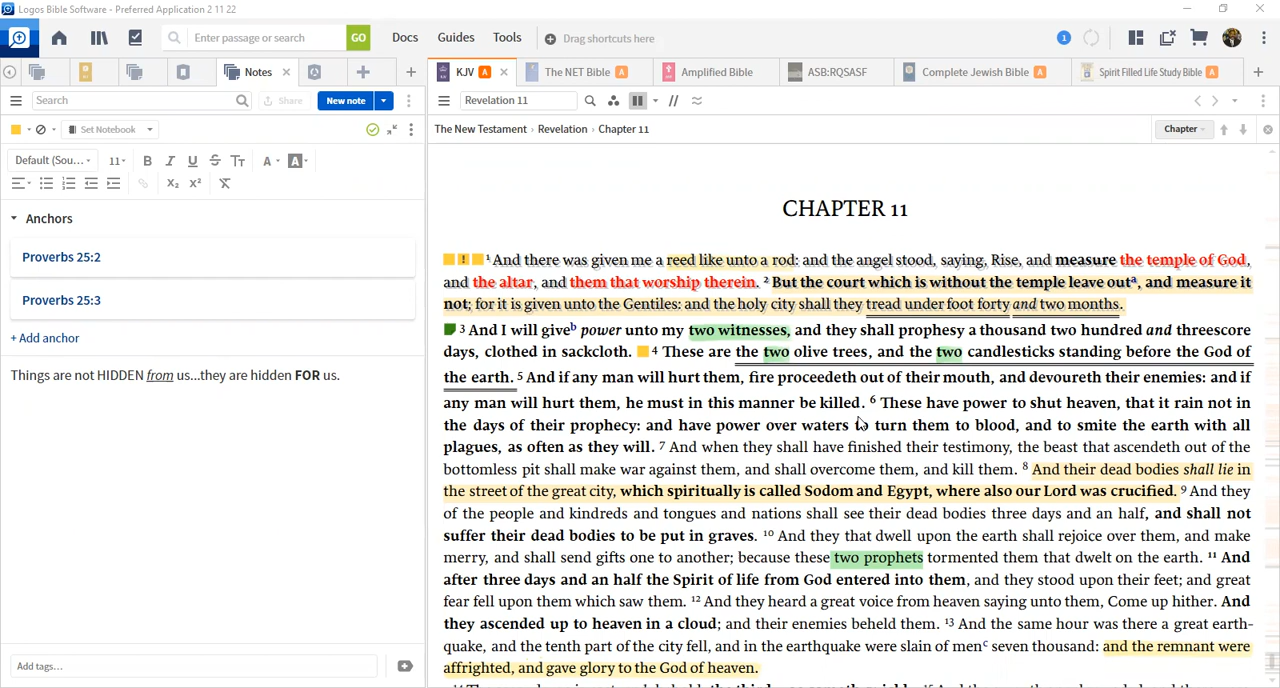 Logos Bible Software - Preferred Application 2 11 22
Enter passage or search GO Docs Guides Tools Drag shortcuts here 1
Notes KJV A The NET Bible A Amplified Bible ASB:RQSASF Complete Jewish Bible A Spirit Filled Life Study Bible A
Search Share New note Revelation 11
Set Notebook The New Testament Revelation Chapter 11 Chapter
Default (Sou... 11 B I U S TT A A
X₂ X²
Anchors
Proverbs 25:2
Proverbs 25:3
+ Add anchor
Things are not HIDDEN from us...they are hidden FOR us.
Add tags...
CHAPTER 11
! 1 And there was given me a reed like unto a rod: and the angel stood, saying, Rise, and measure the temple of God,
and the altar, and them that worship therein. 2 But the court which is without the temple leave outa, and measure it
not; for it is given unto the Gentiles: and the holy city shall they tread under foot forty and two months.
3 And I will giveb power unto my two witnesses, and they shall prophesy a thousand two hundred and threescore
days, clothed in sackcloth. 4 These are the two olive trees, and the two candlesticks standing before the God of
the earth. 5 And if any man will hurt them, fire proceedeth out of their mouth, and devoureth their enemies: and if
any man will hurt them, he must in this manner be killed. 6 These have power to shut heaven, that it rain not in
the days of their prophecy: and have power over waters to turn them to blood, and to smite the earth with all
plagues, as often as they will. 7 And when they shall have finished their testimony, the beast that ascendeth out of the
bottomless pit shall make war against them, and shall overcome them, and kill them. 8 And their dead bodies shall lie in
the street of the great city, which spiritually is called Sodom and Egypt, where also our Lord was crucified. 9 And they
of the people and kindreds and tongues and nations shall see their dead bodies three days and an half, and shall not
suffer their dead bodies to be put in graves. 10 And they that dwell upon the earth shall rejoice over them, and make
merry, and shall send gifts one to another; because these two prophets tormented them that dwelt on the earth. 11 And
after three days and an half the Spirit of life from God entered into them, and they stood upon their feet; and great
fear fell upon them which saw them. 12 And they heard a great voice from heaven saying unto them, Come up hither. And
they ascended up to heaven in a cloud; and their enemies beheld them. 13 And the same hour was there a great earth-
quake, and the tenth part of the city fell, and in the earthquake were slain of menc seven thousand: and the remnant were
affrighted, and gave glory to the God of heaven.